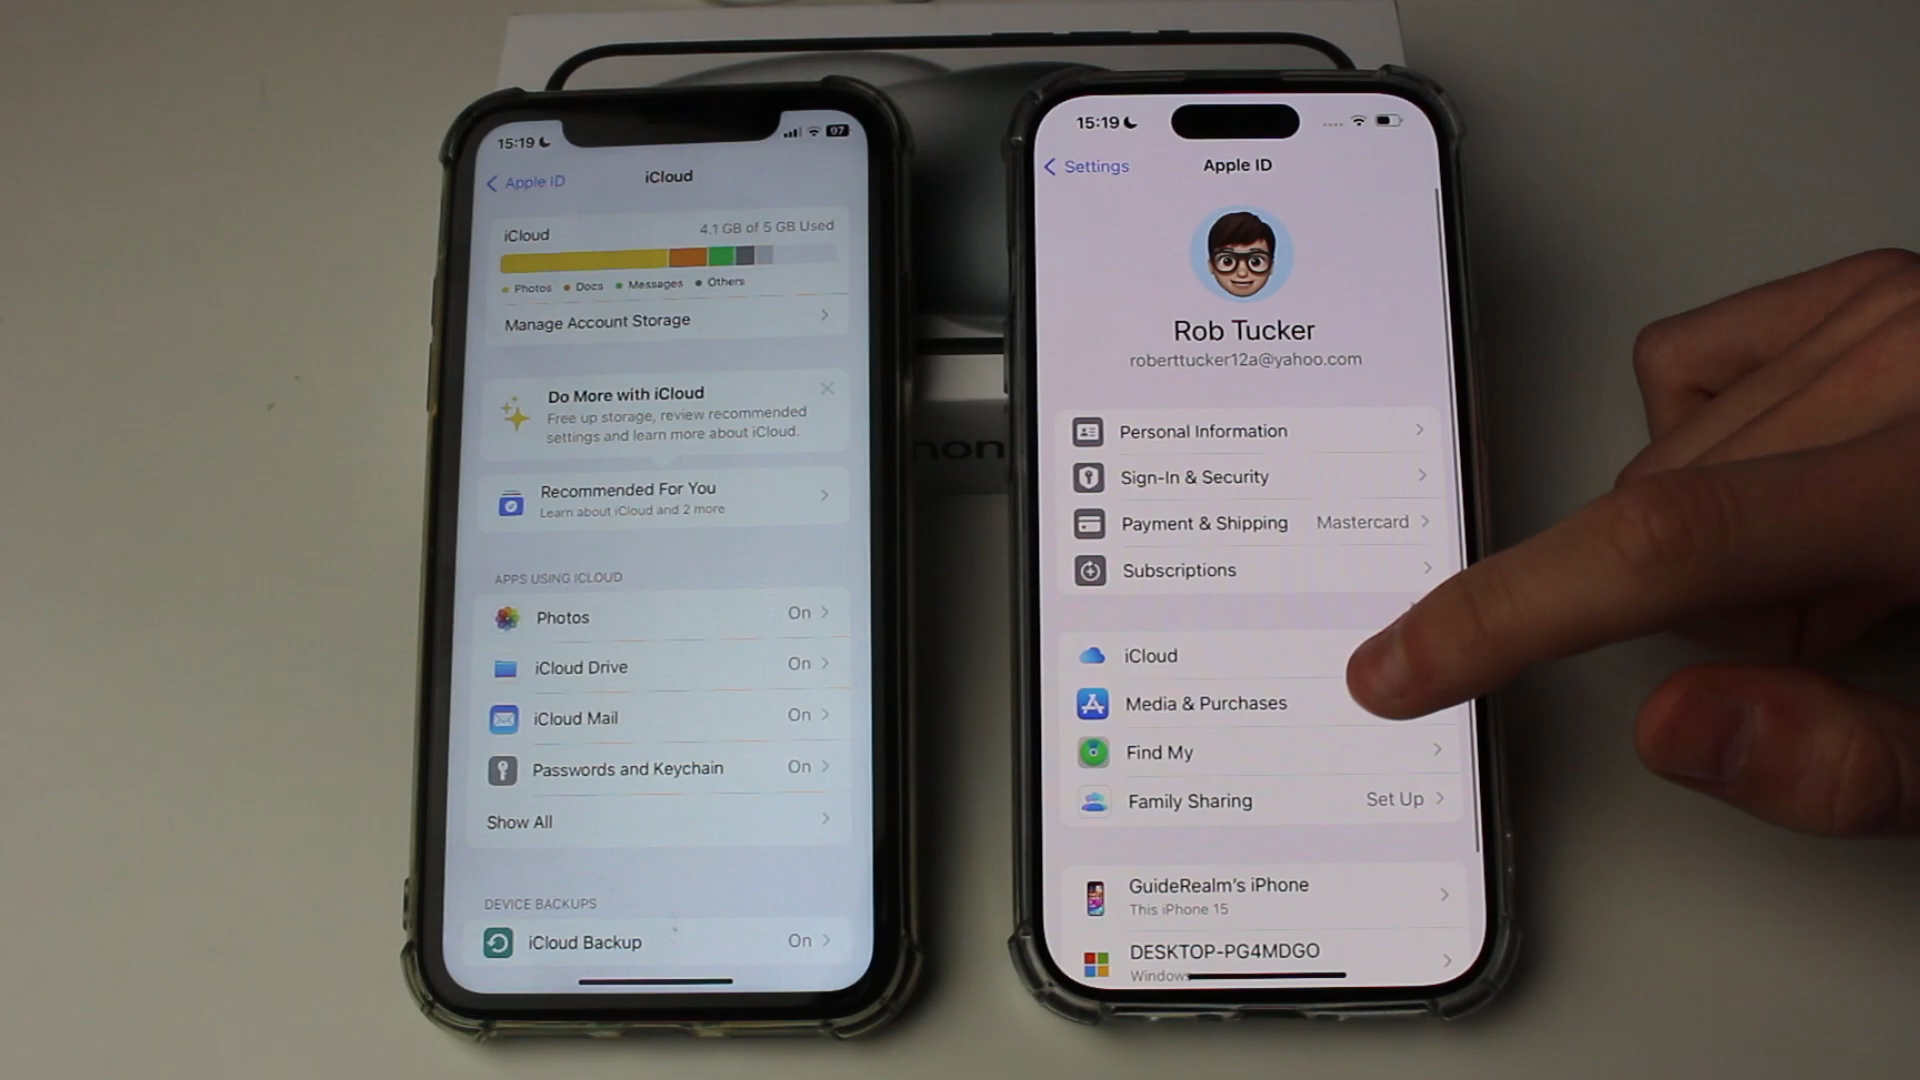 15:19
97
Apple ID
iCloud
iCloud
4.1 GB of 5 GB Used
Photos
Docs
Messages
Others
Manage Account Storage
Do More with iCloud
Free up storage, review recommended
settings and learn more about iCloud.
Recommended For You
Learn about iCloud and 2 more
APPS USING ICLOUD
Photos
On
iCloud Drive
On
iCloud Mail
On
Passwords and Keychain
On
Show All
DEVICE BACKUPS
iCloud Backup
On
15:19
Settings
Apple ID
Rob Tucker
roberttucker12a@yahoo.com
Personal Information
Sign-In & Security
Payment & Shipping
Mastercard
Subscriptions
iCloud
Media & Purchases
Find My
Family Sharing
Set Up
GuideRealm's iPhone
This iPhone 15
DESKTOP-PG4MDGO
Windows